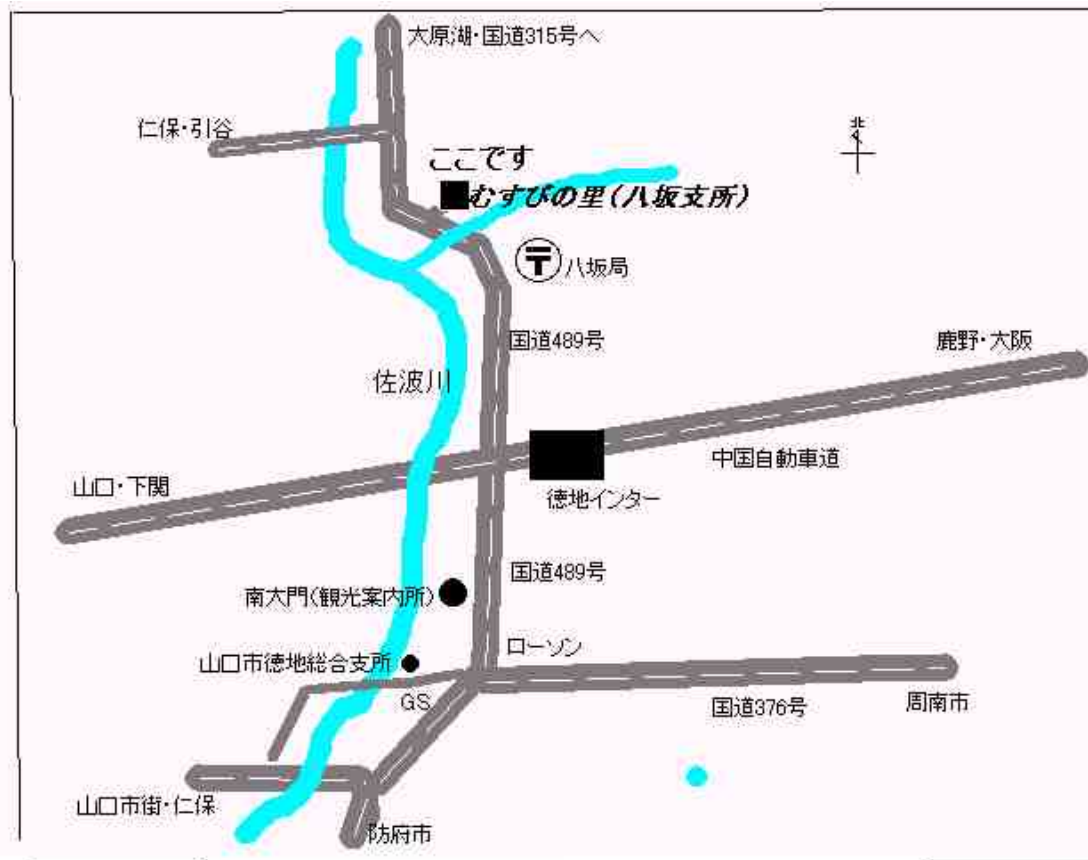 大原湖・国道315号へ
仁保・引谷
北
ここです
むすびの里(八坂支所)
〒八坂局
国道489号
鹿野・大阪
佐波川
中国自動車道
山口・下関
徳地インター
国道489号
南大門(観光案内所)
ローソン
山口市徳地総合支所
GS
国道376号
周南市
山口市街・仁保
防府市